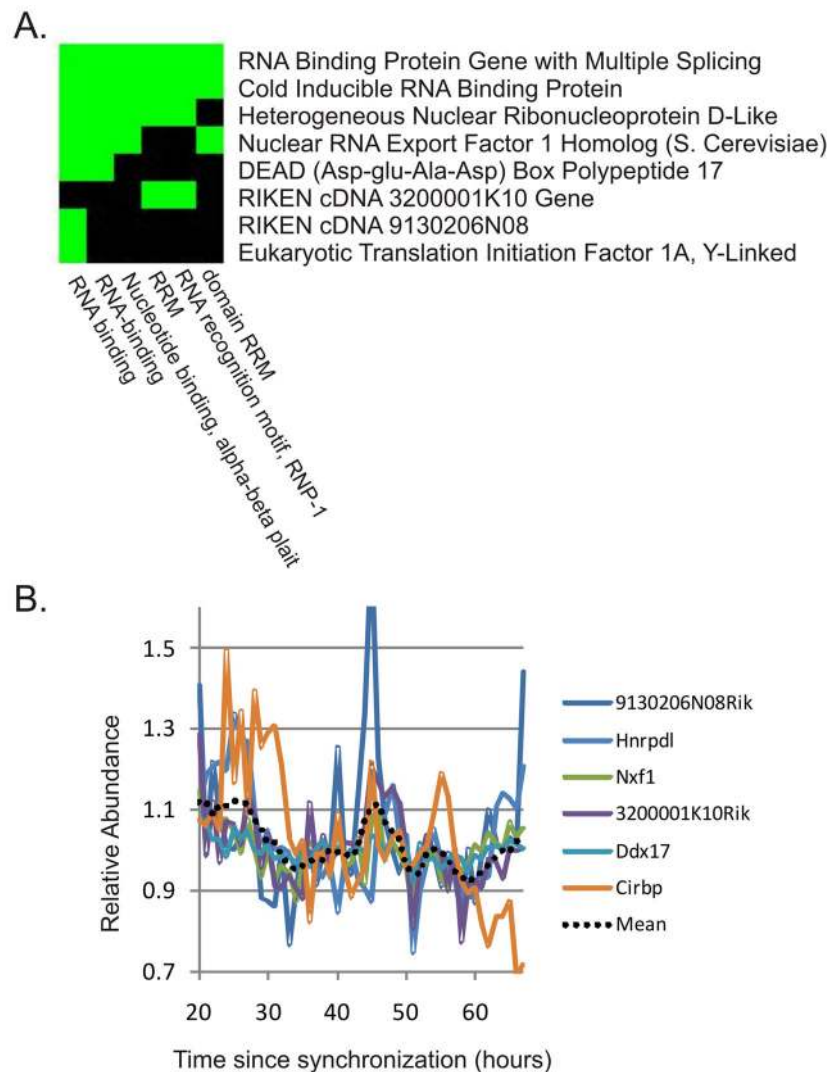 A.
RNA Binding Protein Gene with Multiple Splicing
Cold Inducible RNA Binding Protein
Heterogeneous Nuclear Ribonucleoprotein D-Like
Nuclear RNA Export Factor 1 Homolog (S. Cerevisiae)
DEAD (Asp-glu-Ala-Asp) Box Polypeptide 17
RIKEN cDNA 3200001K10 Gene
RIKEN cDNA 9130206N08
Eukaryotic Translation Initiation Factor 1A, Y-Linked
RNA binding
RNA-binding
Nucleotide binding, alpha-beta plait
RRM
RNA recognition motif, RNP-1
domain RRM
B.
Relative Abundance
1.5
1.3
1.1
0.9
0.7
20 30 40 50 60
Time since synchronization (hours)
9130206N08Rik
Hnrpdl
Nxf1
3200001K10Rik
Ddx17
Cirbp
Mean